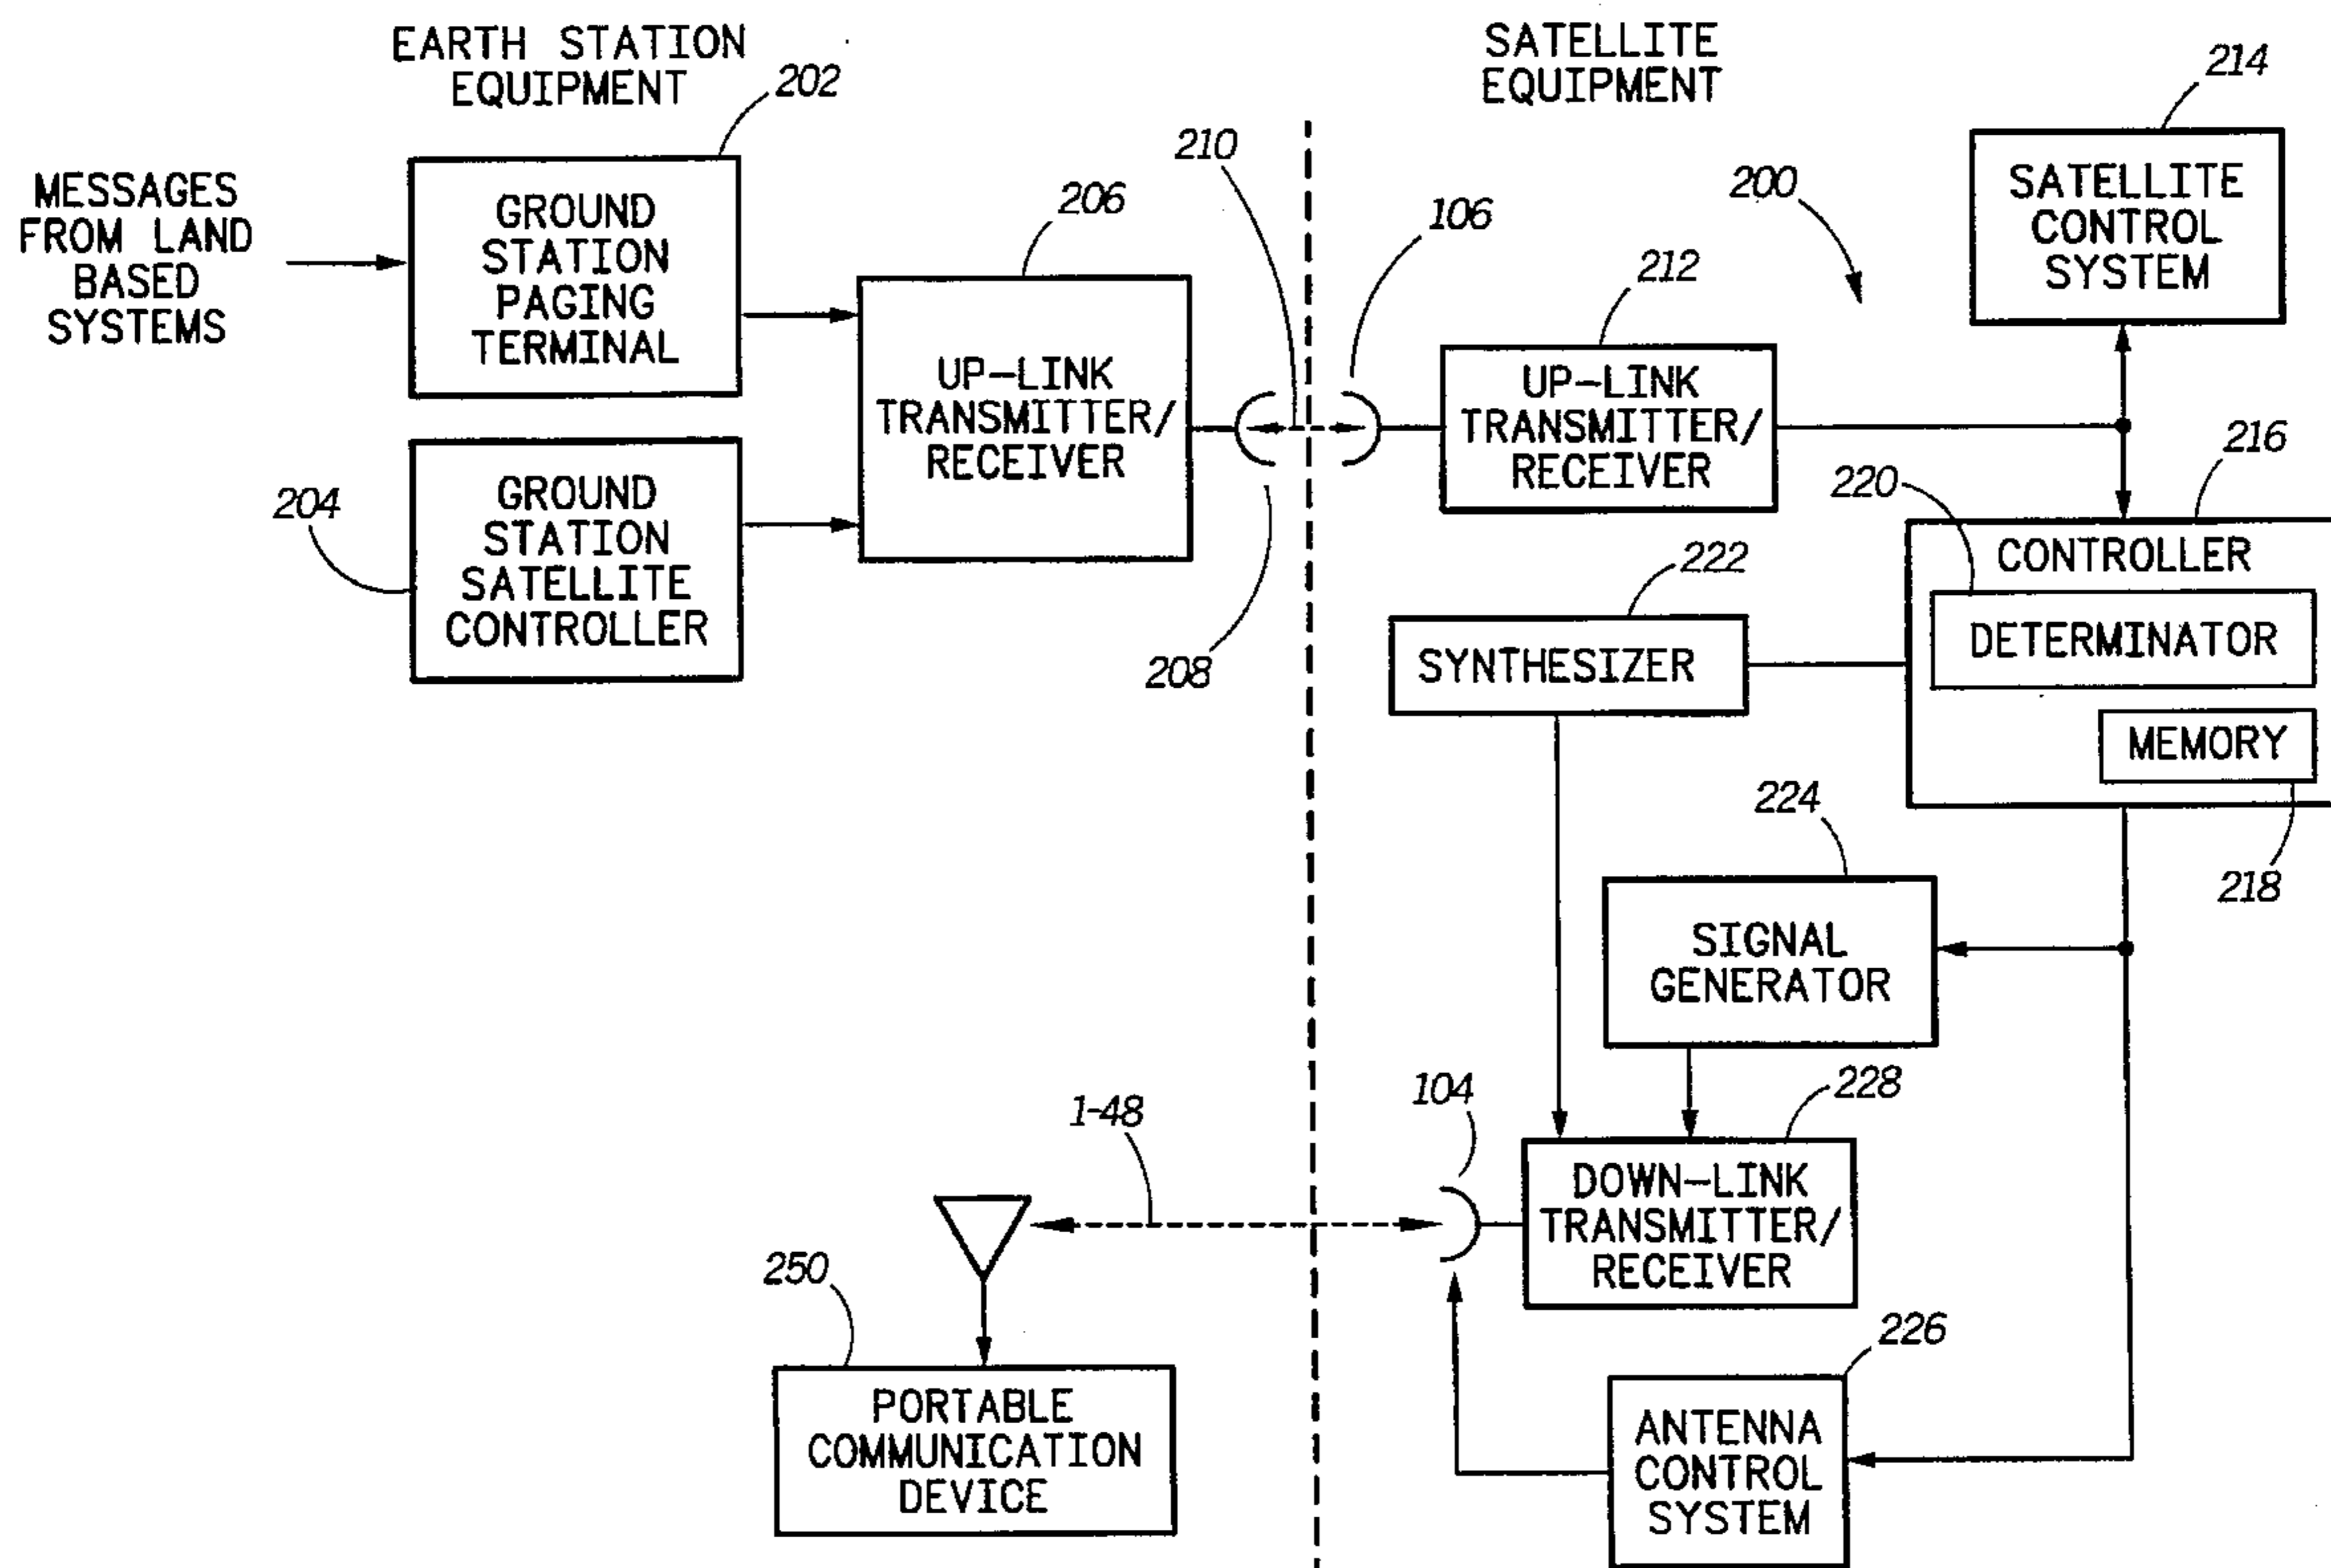 EARTH STATION
EQUIPMENT
202
MESSAGES
FROM LAND
BASED
SYSTEMS
GROUND
STATION
PAGING
TERMINAL
204
GROUND
STATION
SATELLITE
CONTROLLER
206
UP-LINK
TRANSMITTER/
RECEIVER
210
208
SATELLITE
EQUIPMENT
106
200
212
UP-LINK
TRANSMITTER/
RECEIVER
214
SATELLITE
CONTROL
SYSTEM
216
220
CONTROLLER
DETERMINATOR
MEMORY
218
222
SYNTHESIZER
224
SIGNAL
GENERATOR
104
228
DOWN-LINK
TRANSMITTER/
RECEIVER
1-48
250
PORTABLE
COMMUNICATION
DEVICE
226
ANTENNA
CONTROL
SYSTEM